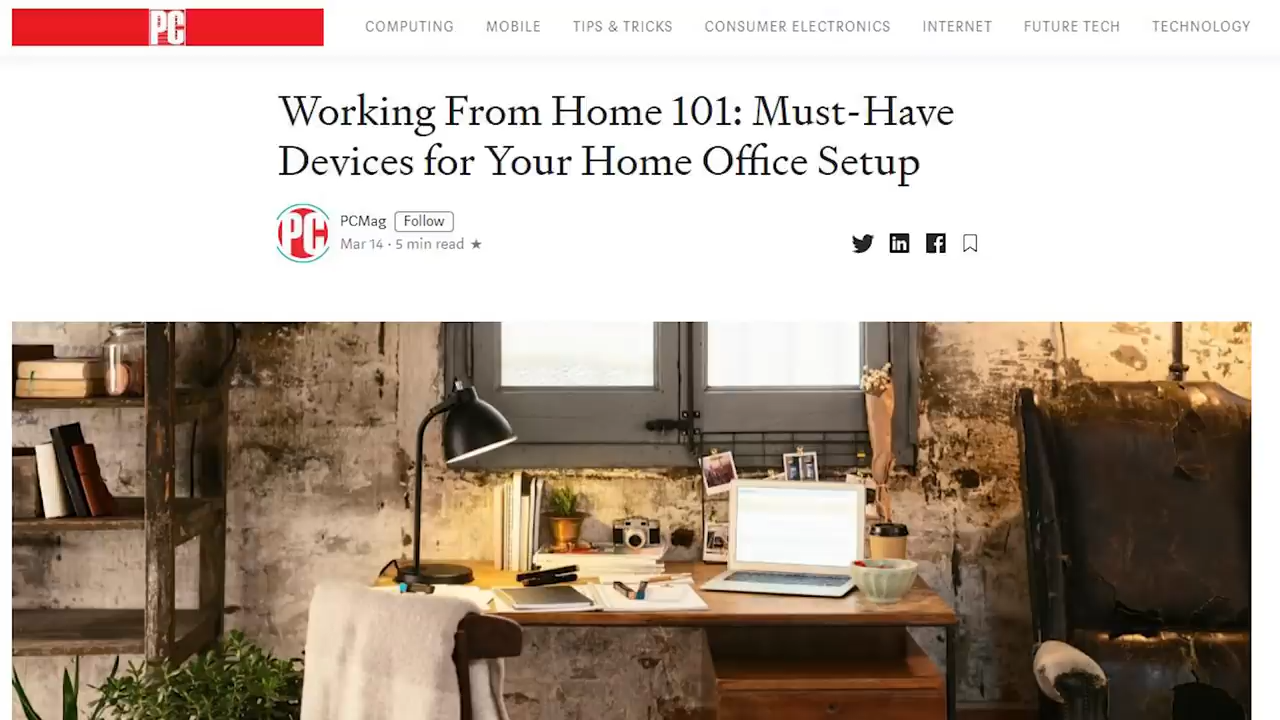 PC
COMPUTING MOBILE TIPS & TRICKS CONSUMER ELECTRONICS INTERNET FUTURE TECH TECHNOLOGY
Working From Home 101: Must-Have
Devices for Your Home Office Setup
PC
PCMag Follow
Mar 14 · 5 min read ★